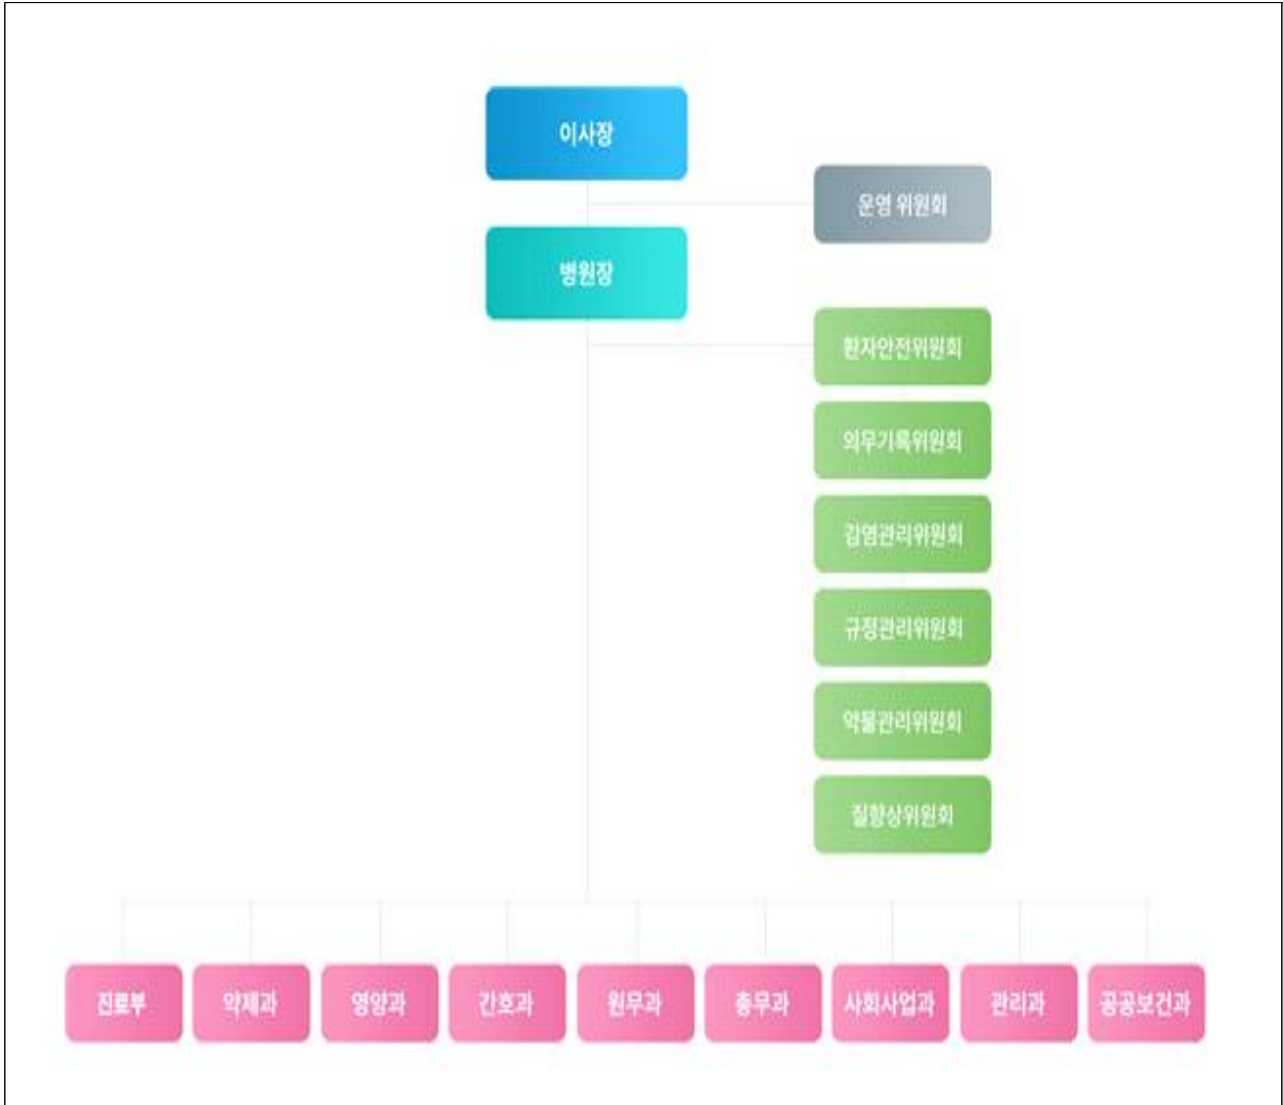 이사장
운영 위원회
병원장
환자안전위원회
의무기록위원회
감염관리위원회
규정관리위원회
약물관리위원회
질향상위원회
진료부
약제과
영양과
간호과
원무과
총무과
사회사업과
관리과
공공보건과